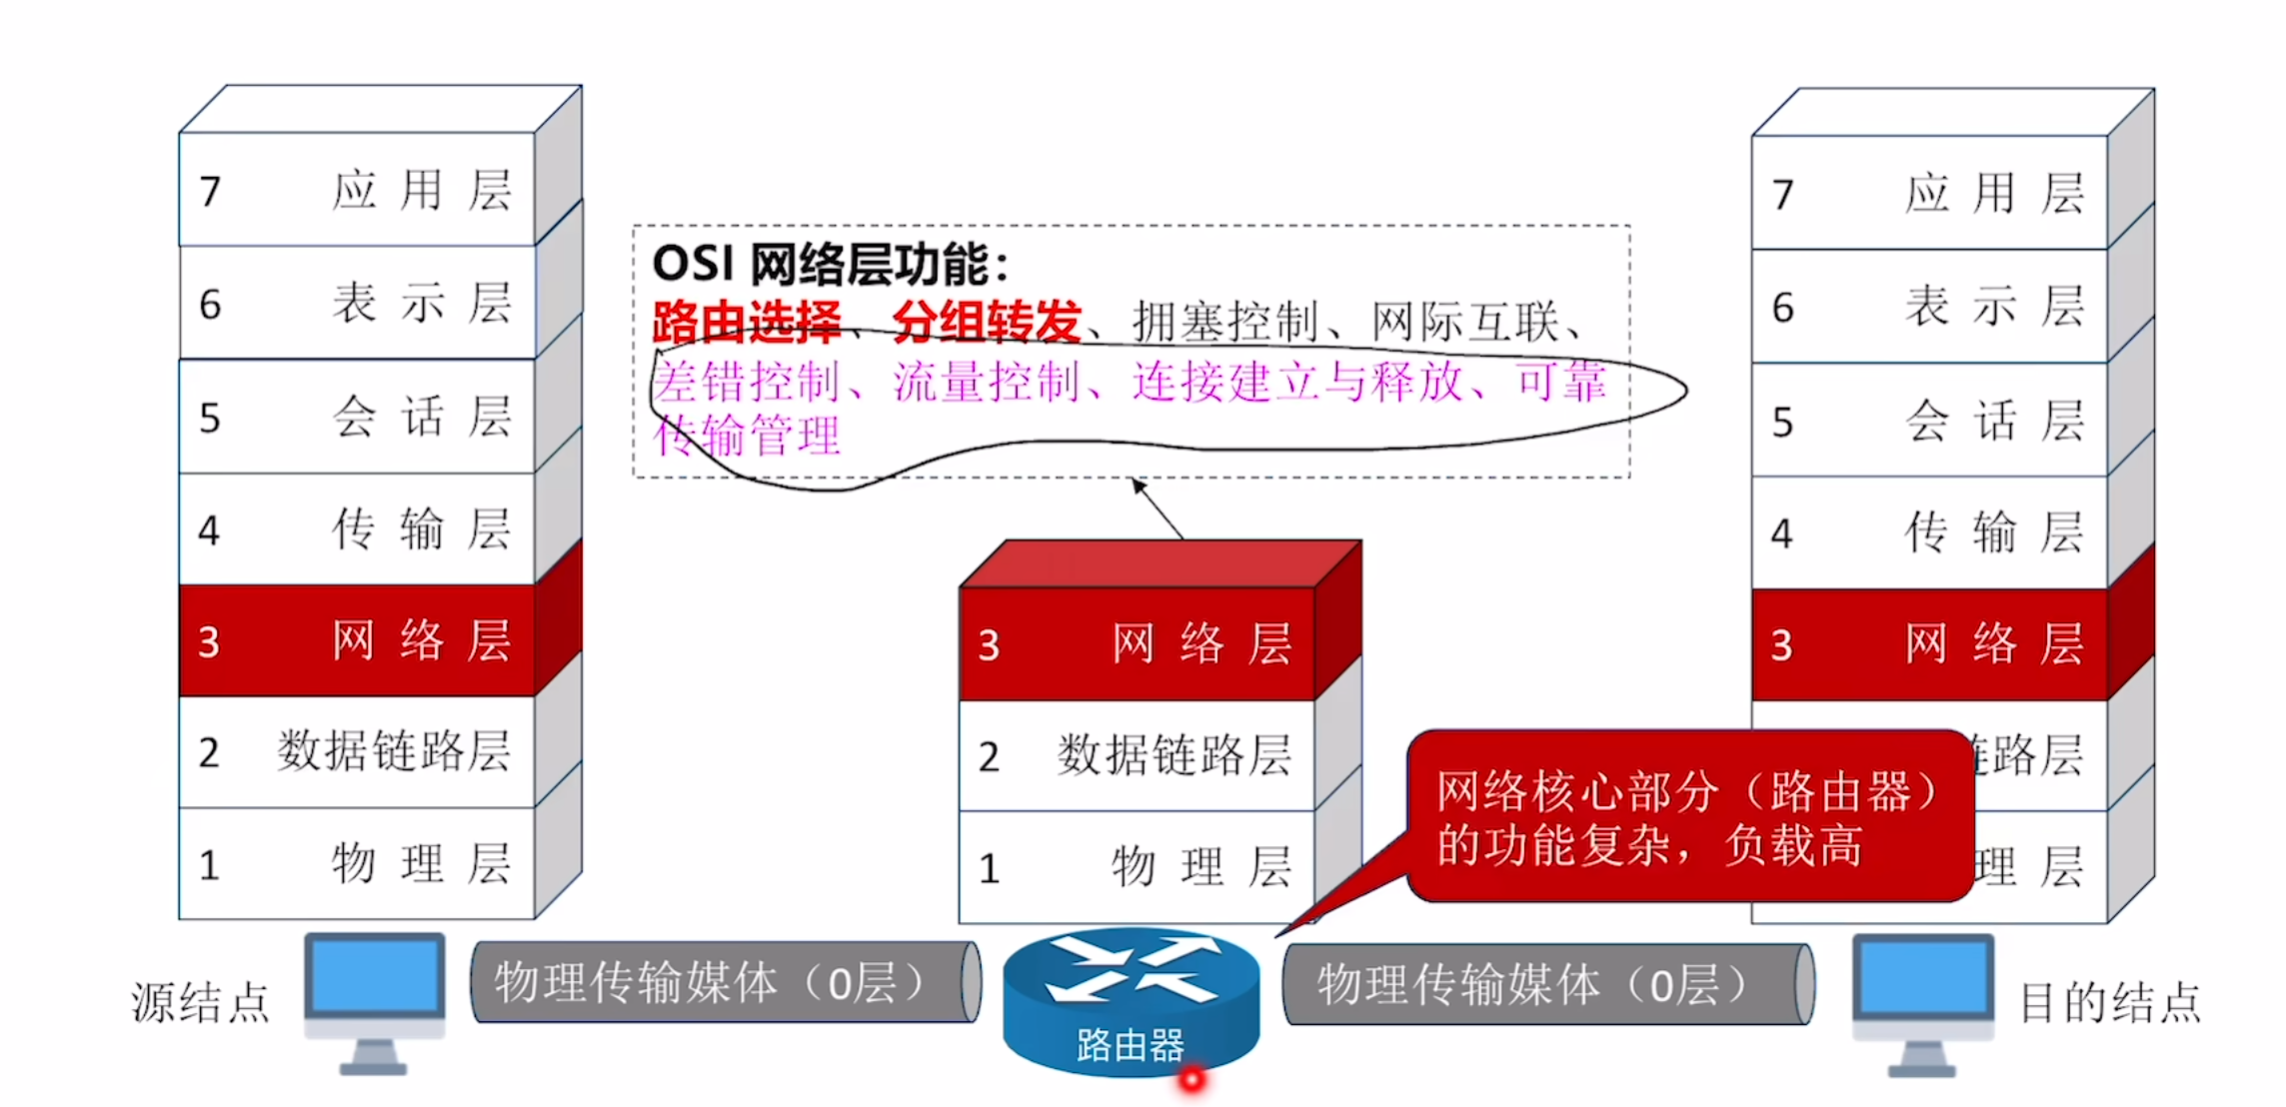 7 应用层
6 表示层
5 会话层
4 传输层
3 网络层
2 数据链路层
1 物理层
源结点
物理传输媒体（0层）
OSI 网络层功能：
路由选择、分组转发、拥塞控制、网际互联、
差错控制、流量控制、连接建立与释放、可靠
传输管理
3 网络层
2 数据链路层
1 物理层
路由器
网络核心部分（路由器）
的功能复杂，负载高
物理传输媒体（0层）
7 应用层
6 表示层
5 会话层
4 传输层
3 网络层
链路层
理层
目的结点